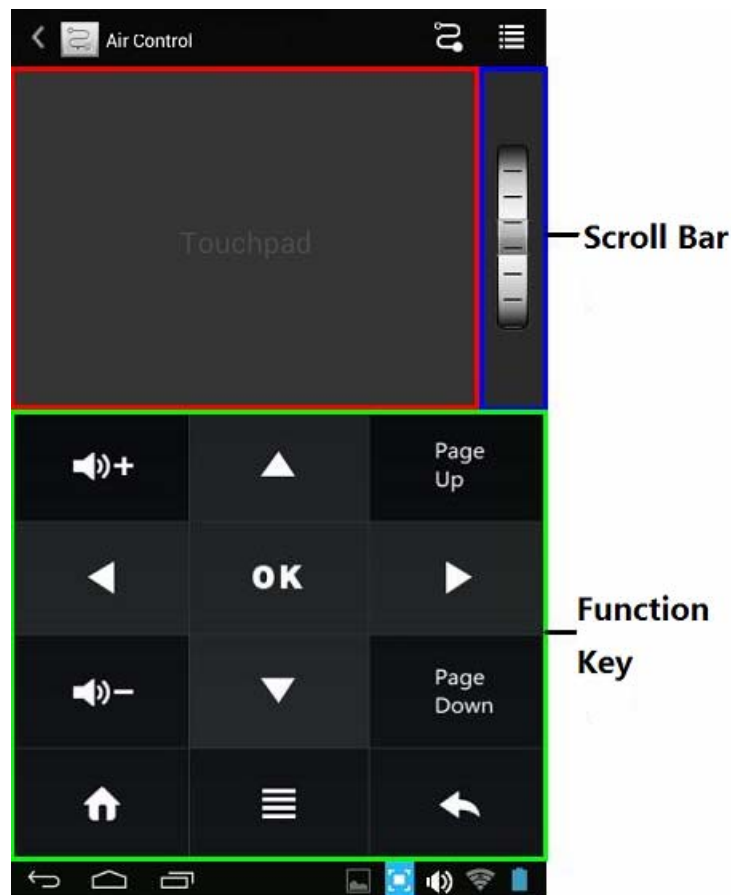 Air Control
Touchpad
Scroll Bar
Page
Up
OK
Function
Key
Page
Down